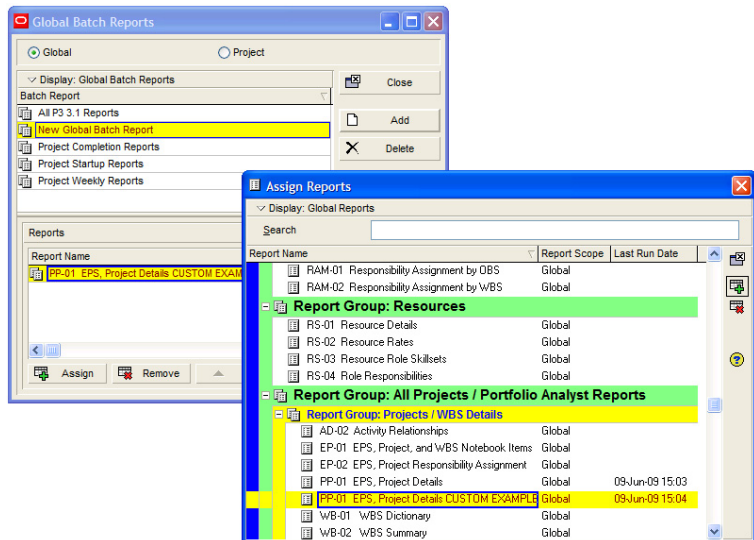 Global Batch Reports
Global Project
Display: Global Batch Reports
Batch Report
All P3 3.1 Reports
New Global Batch Report
Project Completion Reports
Project Startup Reports
Project Weekly Reports
Close
Add
Delete
Reports
Report Name
PP-01 EPS, Project Details CUSTOM EXAM
Assign Remove
Assign Reports
Display: Global Reports
Search
Report Name Report Scope Last Run Date
RAM-01 Responsibility Assignment by OBS Global
RAM-02 Responsibility Assignment by WBS Global
Report Group: Resources
RS-01 Resource Details Global
RS-02 Resource Rates Global
RS-03 Resource Role Skillsets Global
RS-04 Role Responsibilities Global
Report Group: All Projects / Portfolio Analyst Reports
Report Group: Projects / WBS Details
AD-02 Activity Relationships Global
EP-01 EPS, Project, and WBS Notebook Items Global
EP-02 EPS, Project Responsibility Assignment Global
PP-01 EPS, Project Details Global 09-Jun-09 15:03
PP-01 EPS, Project Details CUSTOM EXAMPLE Global 09-Jun-09 15:04
WB-01 WBS Dictionary Global
WB-02 WBS Summary Global